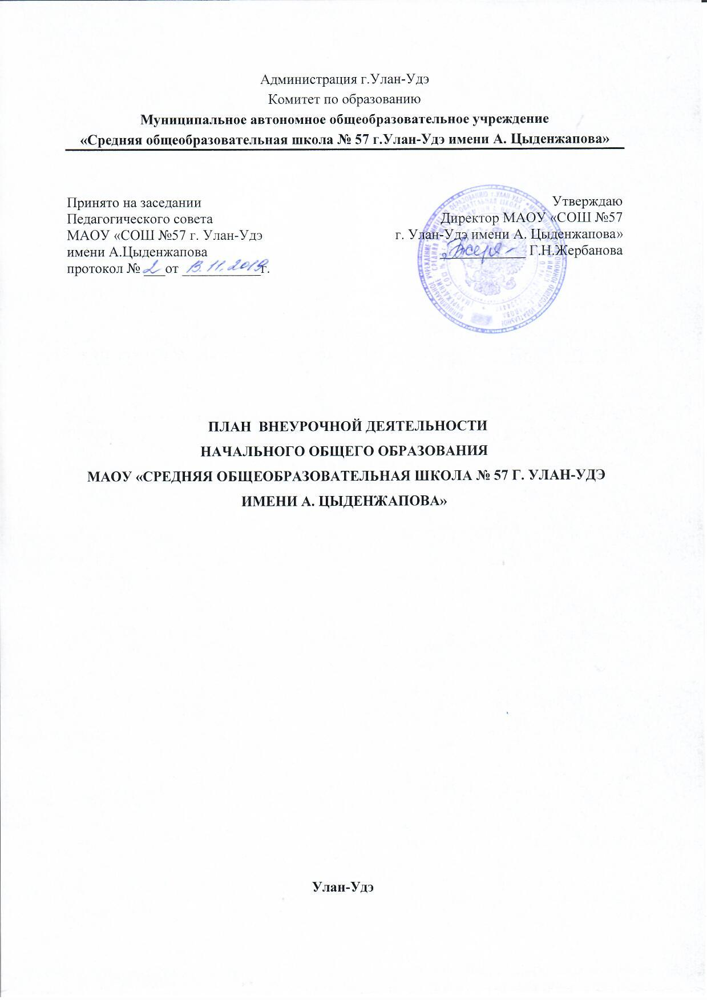 Администрация г.Улан-Удэ
Комитет по образованию
Муниципальное автономное общеобразовательное учреждение
«Средняя общеобразовательная школа № 57 г.Улан-Удэ имени А. Цыденжапова»
Принято на заседании
Педагогического совета
МАОУ «СОШ №57 г. Улан-Удэ
имени А.Цыденжапова
протокол № 2 от 13.11.2019 г.
Утверждаю
Директор МАОУ «СОШ №57
г. Улан-Удэ имени А. Цыденжапова»
Г.Н.Жербанова
ПЛАН ВНЕУРОЧНОЙ ДЕЯТЕЛЬНОСТИ
НАЧАЛЬНОГО ОБЩЕГО ОБРАЗОВАНИЯ
МАОУ «СРЕДНЯЯ ОБЩЕОБРАЗОВАТЕЛЬНАЯ ШКОЛА № 57 Г. УЛАН-УДЭ
ИМЕНИ А. ЦЫДЕНЖАПОВА»
Улан-Удэ